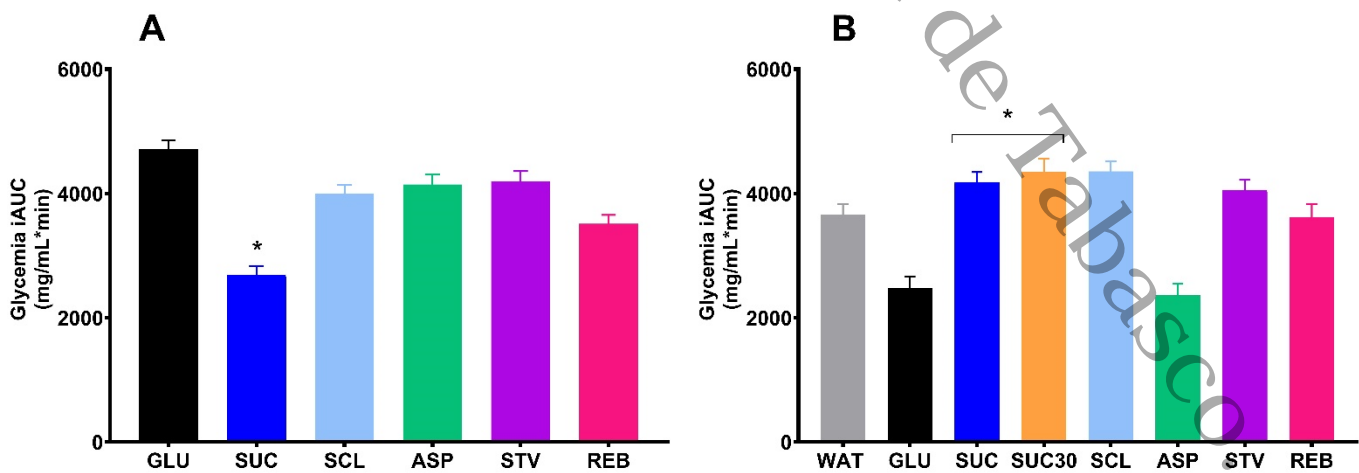 A
6000
4000
2000
0
Glycemia iAUC
(mg/mL*min)
*
GLU SUC SCL ASP STV REB
B
6000
4000
2000
0
Glycemia iAUC
(mg/mL*min)
*
WAT GLU SUC SUC30 SCL ASP STV REB
de Tabasco.